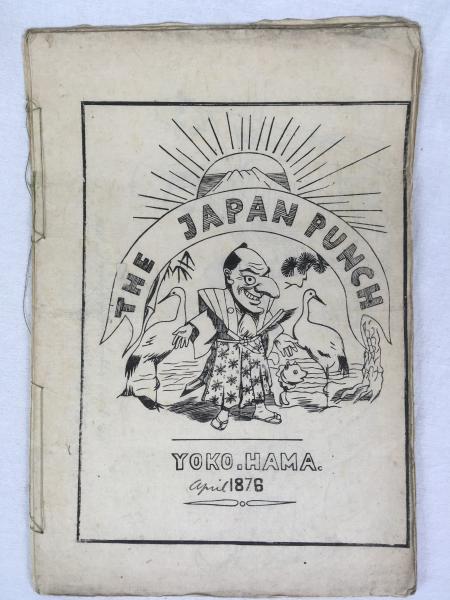 THE JAPAN PUNCH
YOKO.HAMA.
April 1876